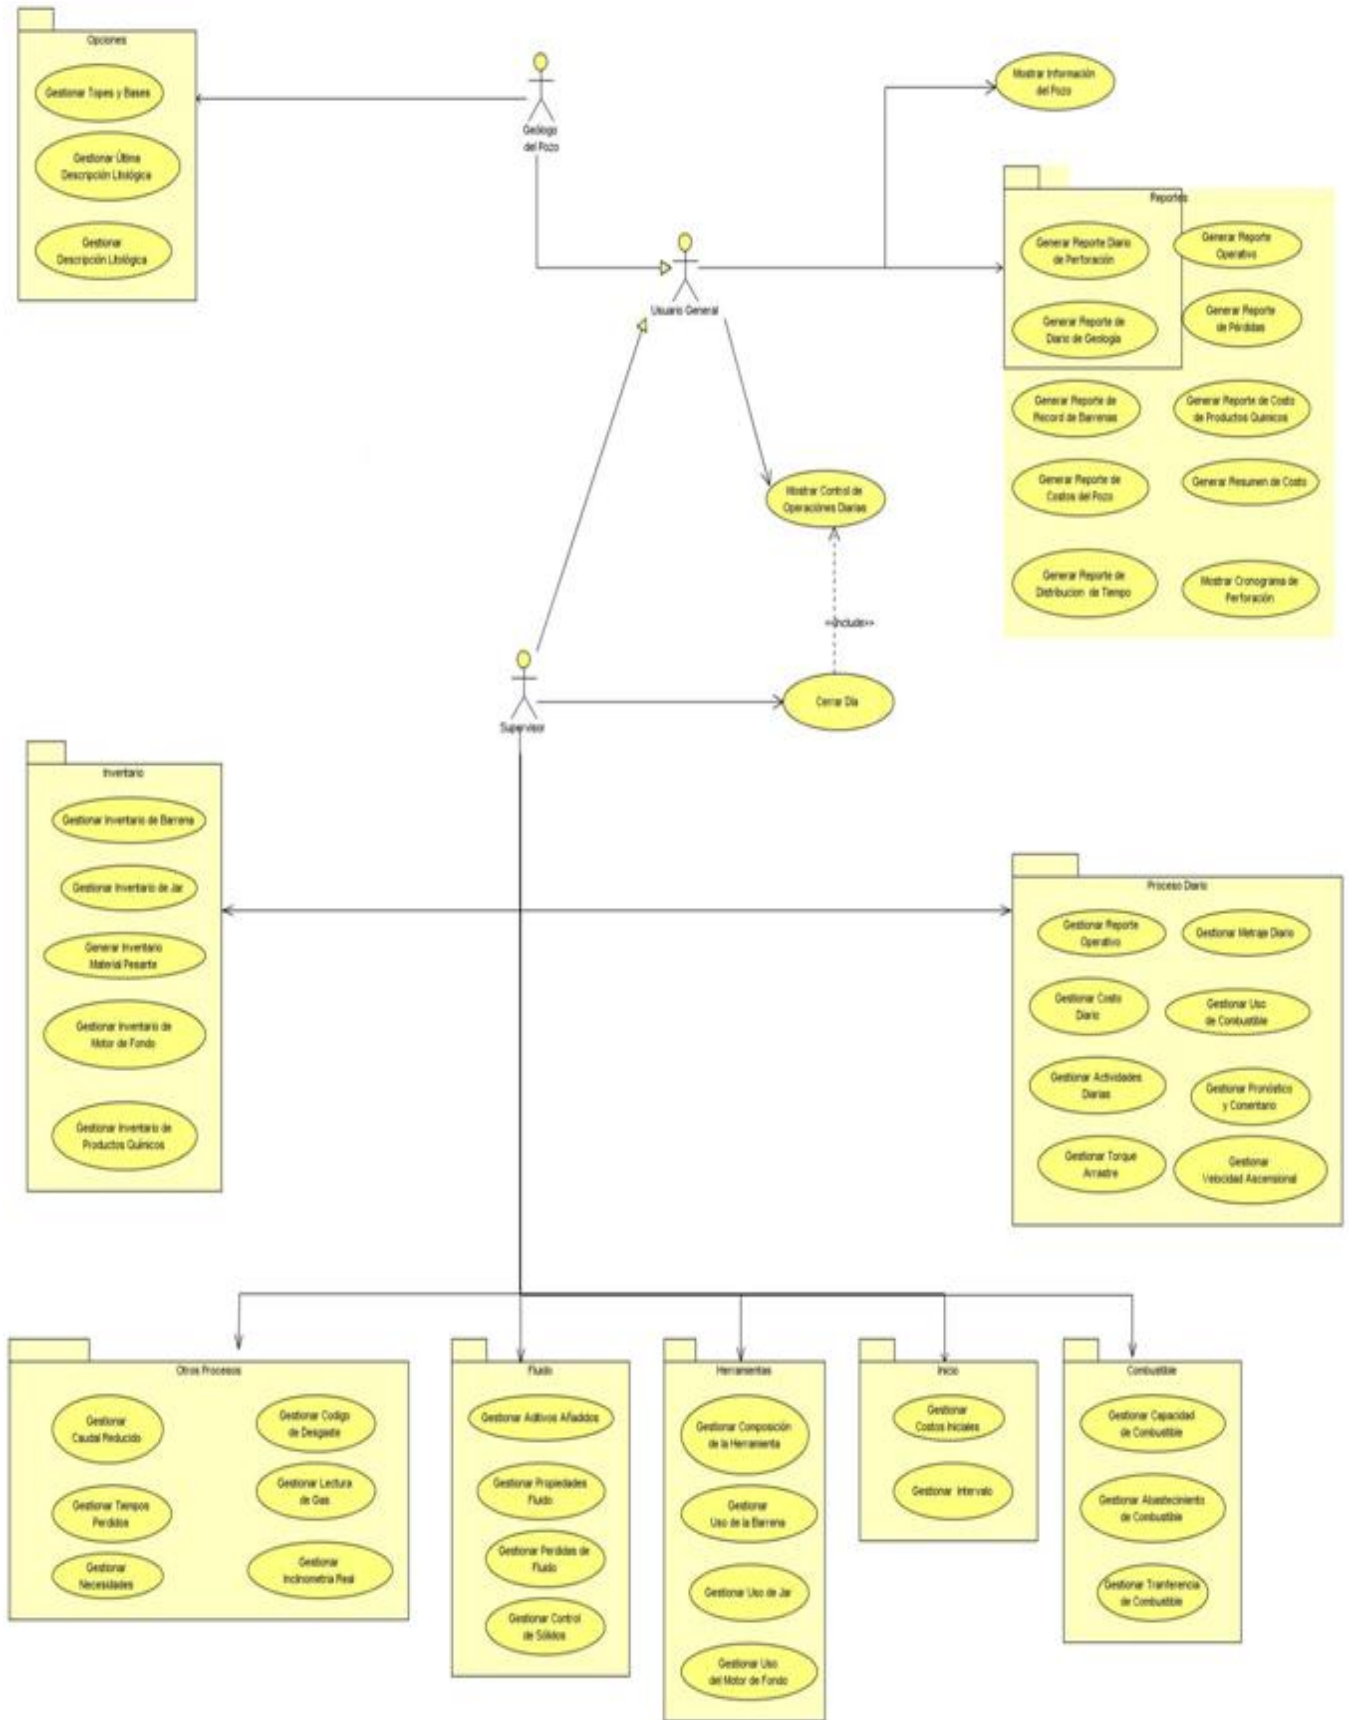 Opciones
Gestionar Topes y Bases
Gestionar Última
Descripción Litológica
Gestionar
Descripción Litológica
Geólogo
del Pozo
Mostrar Información
del Pozo
Usuario General
Reportes
Generar Reporte Diario
de Perforación
Generar Reporte
Operativo
Generar Reporte de
Diario de Geología
Generar Reporte
de Pérdidas
Generar Reporte de
Record de Barrenas
Generar Reporte de Costo
de Productos Quimicos
Generar Reporte de
Costos del Pozo
Generar Resumen de Costo
Generar Reporte de
Distribucion de Tiempo
Mostrar Cronograma de
Perforación
Mostrar Control de
Operaciónes Diarias
<<include>>
Cerrar Día
Supervisor
Inventario
Gestionar Inventario de Barrena
Gestionar Inventario de Jar
Generar Inventario
Material Pesante
Gestionar Inventario de
Motor de Fondo
Gestionar Inventario de
Productos Químicos
Proceso Diario
Gestionar Reporte
Operativo
Gestionar Metraje Diario
Gestionar Costo
Diario
Gestionar Uso
de Combustible
Gestionar Actividades
Diarias
Gestionar Pronóstico
y Comentario
Gestionar Torque
Arrastre
Gestionar
Velocidad Ascensional
Otros Procesos
Gestionar
Caudal Reducido
Gestionar Codigo
de Desgaste
Gestionar Tiempos
Perdidos
Gestionar Lectura
de Gas
Gestionar
Necesidades
Gestionar
Inclinometria Real
Fluido
Gestionar Aditivos Añadidos
Gestionar Propiedades
Fluido
Gestionar Perdidas de
Fluido
Gestionar Control
de Sólidos
Herramientas
Gestionar Composición
de la Herramienta
Gestionar
Uso de la Barrena
Gestionar Uso de Jar
Gestionar Uso
del Motor de Fondo
Inicio
Gestionar
Costos Iniciales
Gestionar Intervalo
Combustible
Gestionar Capacidad
de Combustible
Gestionar Abastecimiento
de Combustible
Gestionar Tranferencia
de Combustible